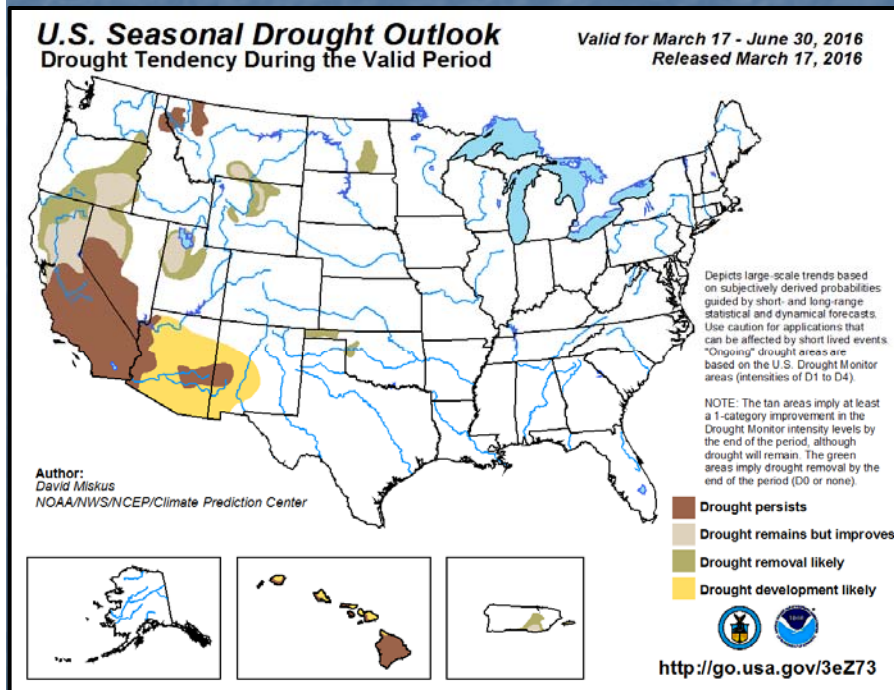 U.S. Seasonal Drought Outlook
Drought Tendency During the Valid Period
Valid for March 17 - June 30, 2016
Released March 17, 2016
Depicts large-scale trends based
on subjectively derived probabilities
guided by short- and long-range
statistical and dynamical forecasts.
Use caution for applications that
can be affected by short lived events.
"Ongoing" drought areas are
based on the U.S. Drought Monitor
areas (intensities of D1 to D4).
NOTE: The tan areas imply at least
a 1-category improvement in the
Drought Monitor intensity levels by
the end of the period, although
drought will remain. The green
areas imply drought removal by the
end of the period (D0 or none).
Author:
David Miskus
NOAA/NWS/NCEP/Climate Prediction Center
Drought persists
Drought remains but improves
Drought removal likely
Drought development likely
http://go.usa.gov/3eZ73